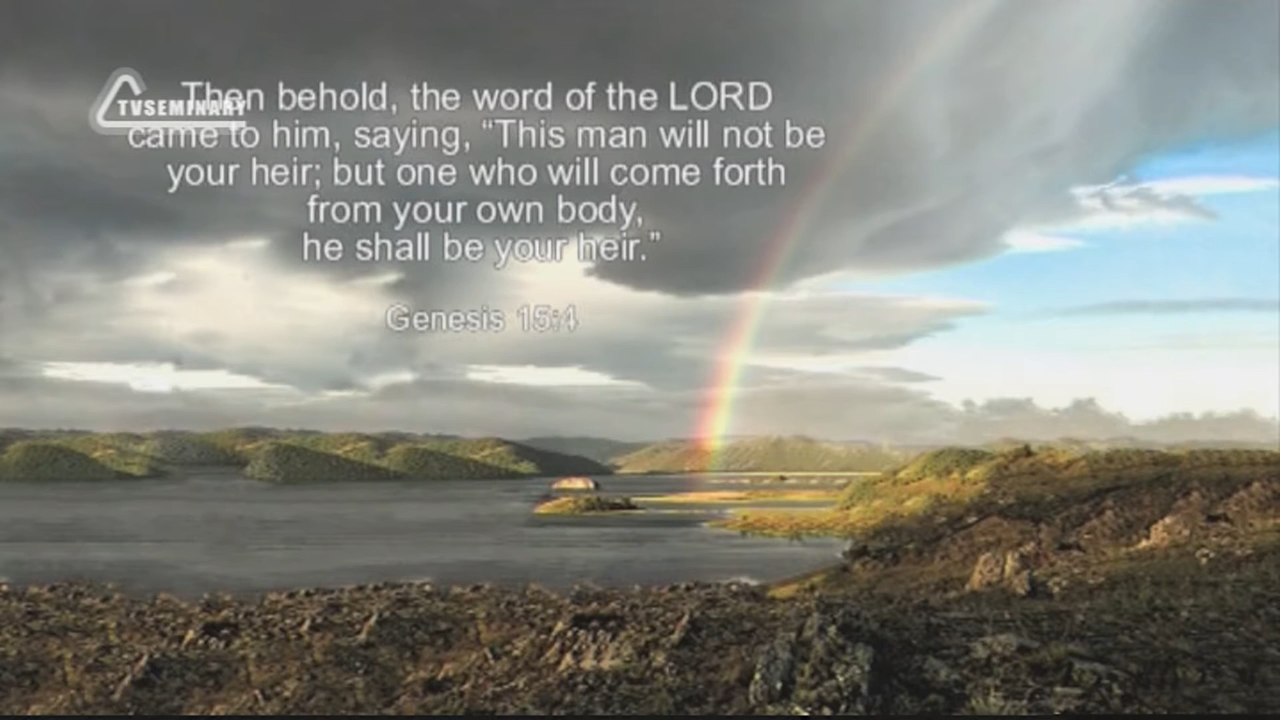 TVSEMINARY
Then behold, the word of the LORD
came to him, saying, “This man will not be
your heir; but one who will come forth
from your own body,
he shall be your heir.”
Genesis 15:4